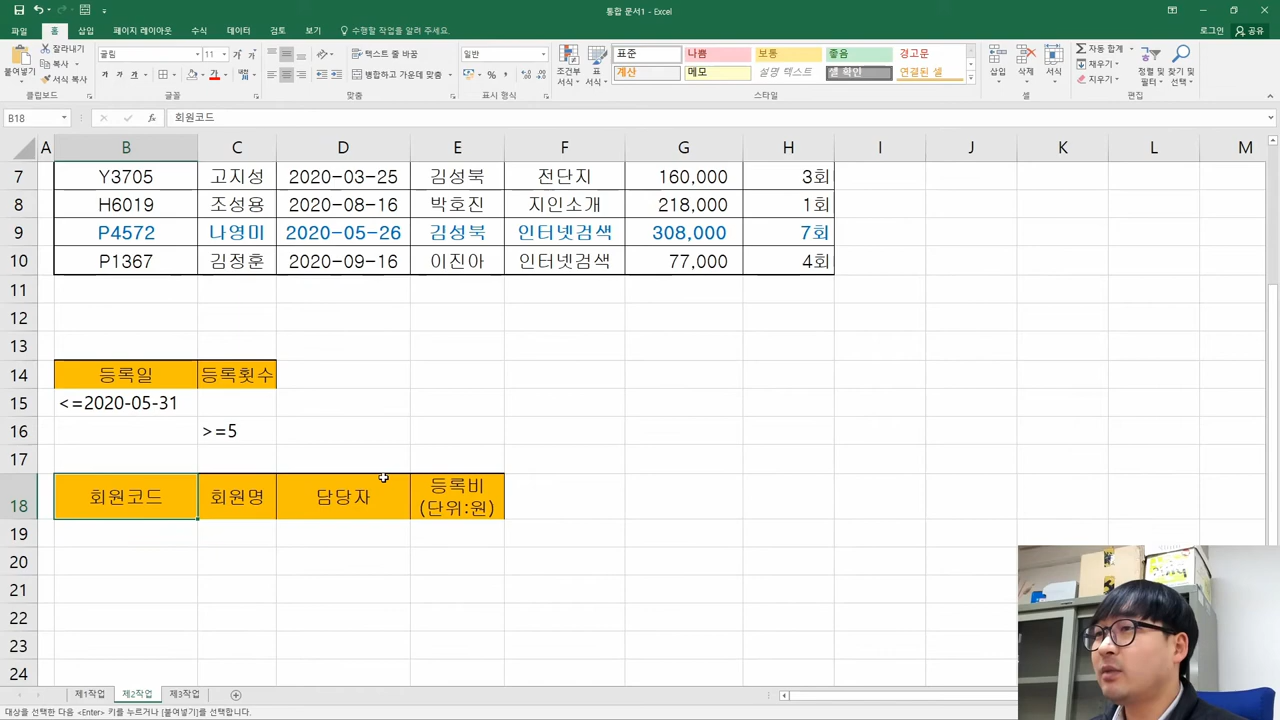 통합 문서1 - Excel
파일 홈 삽입 페이지 레이아웃 수식 데이터 검토 보기 수행할 작업을 알려 주세요. 로그인 공유
붙여넣기 잘라내기 복사 서식 복사 클립보드
굴림 11 글꼴
텍스트 줄 바꿈 병합하고 가운데 맞춤 맞춤
일반 % 표시 형식
조건부 서식 표 서식 표준 나쁨 보통 좋음 경고문
계산 메모 설명 텍스트 셀 확인 연결된 셀 스타일
삽입 삭제 서식 셀
자동 합계 채우기 지우기 정렬 및 필터 찾기 및 선택 편집
B18 fx 회원코드
A B C D E F G H I J K L M
7 Y3705 고지성 2020-03-25 김성북 전단지 160,000 3회
8 H6019 조성용 2020-08-16 박호진 지인소개 218,000 1회
9 P4572 나영미 2020-05-26 김성북 인터넷검색 308,000 7회
10 P1367 김정훈 2020-09-16 이진아 인터넷검색 77,000 4회
11
12
13
14 등록일 등록횟수
15 <=2020-05-31
16 >=5
17
18 회원코드 회원명 담당자 등록비
(단위:원)
19
20
21
22
23
24
제1작업 제2작업 제3작업
대상을 선택한 다음 <Enter> 키를 누르거나 [붙여넣기]를 선택합니다.